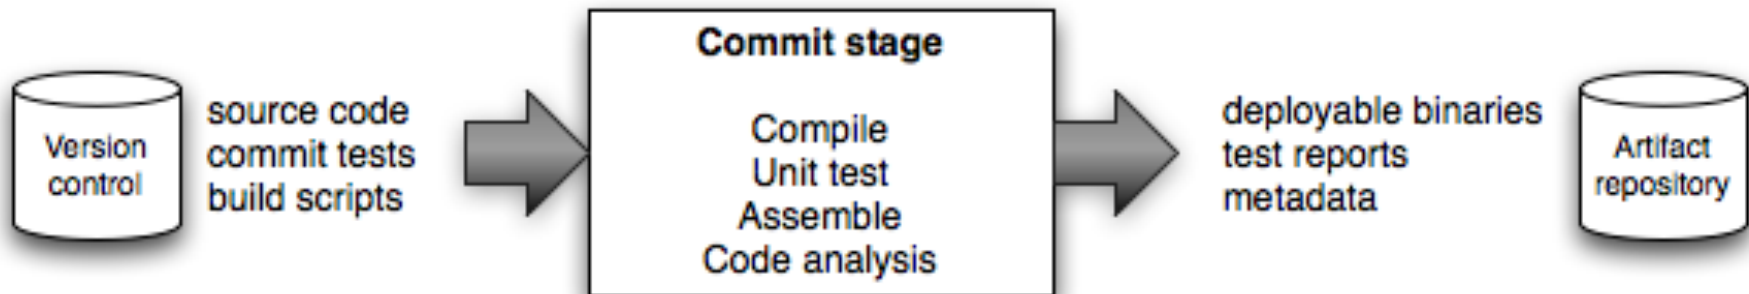 Version
control
source code
commit tests
build scripts
Commit stage
Compile
Unit test
Assemble
Code analysis
deployable binaries
test reports
metadata
Artifact
repository